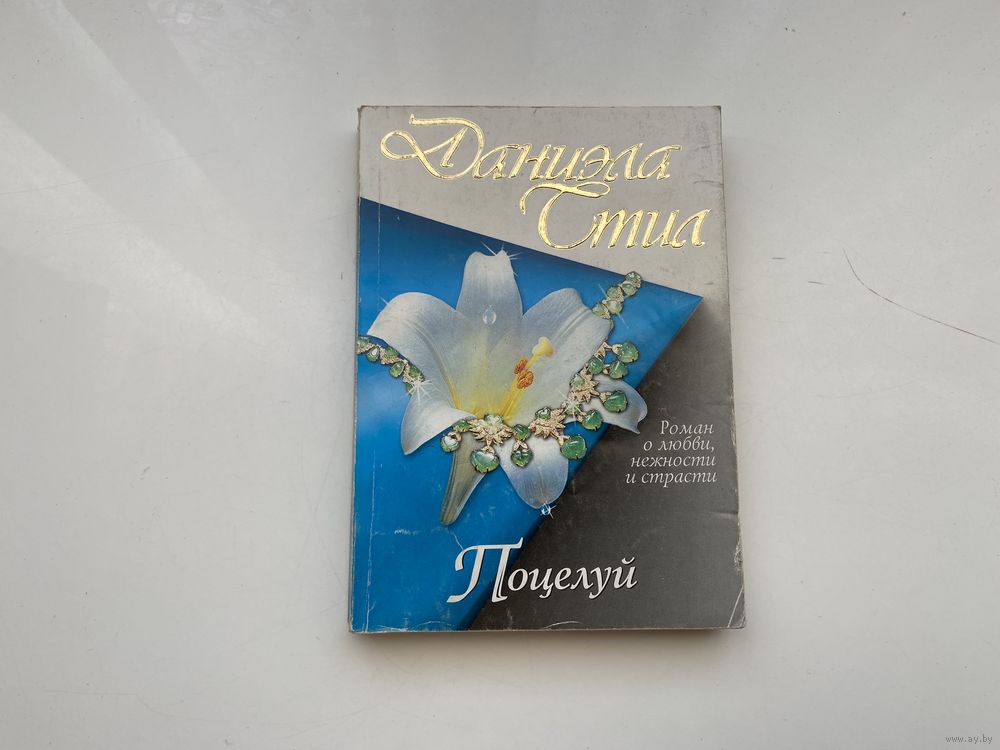 Даниэла
Стил
Роман
о любви,
нежности
и страсти
Поцелуй
www.ay.by